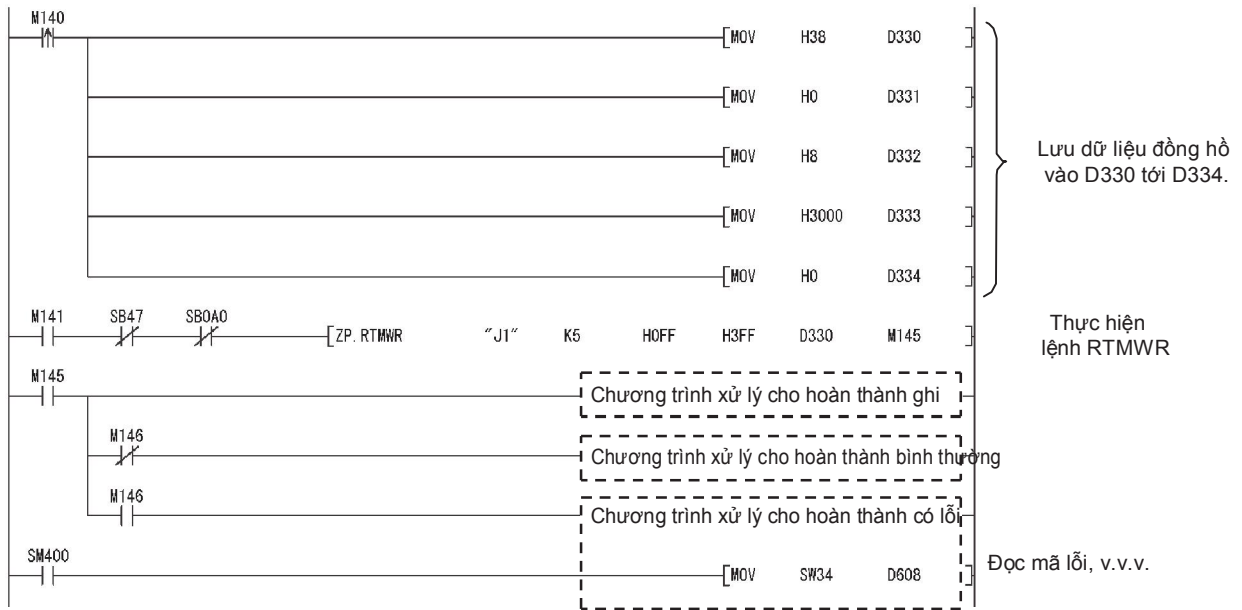 M140
[MOV H38 D330 ]
[MOV H0 D331 ]
[MOV H8 D332 ]
[MOV H3000 D333 ]
[MOV H0 D334 ]
Lưu dữ liệu đồng hồ
vào D330 tới D334.
M141 SB47 SB0A0
[ZP.RTMWR "J1" K5 H0FF H3FF D330 M145 ]
Thực hiện
lệnh RTMWR
M145
Chương trình xử lý cho hoàn thành ghi
M146
Chương trình xử lý cho hoàn thành bình thường
M146
Chương trình xử lý cho hoàn thành có lỗi
SM400
[MOV SW34 D608 ]
Đọc mã lỗi, v.v.v.